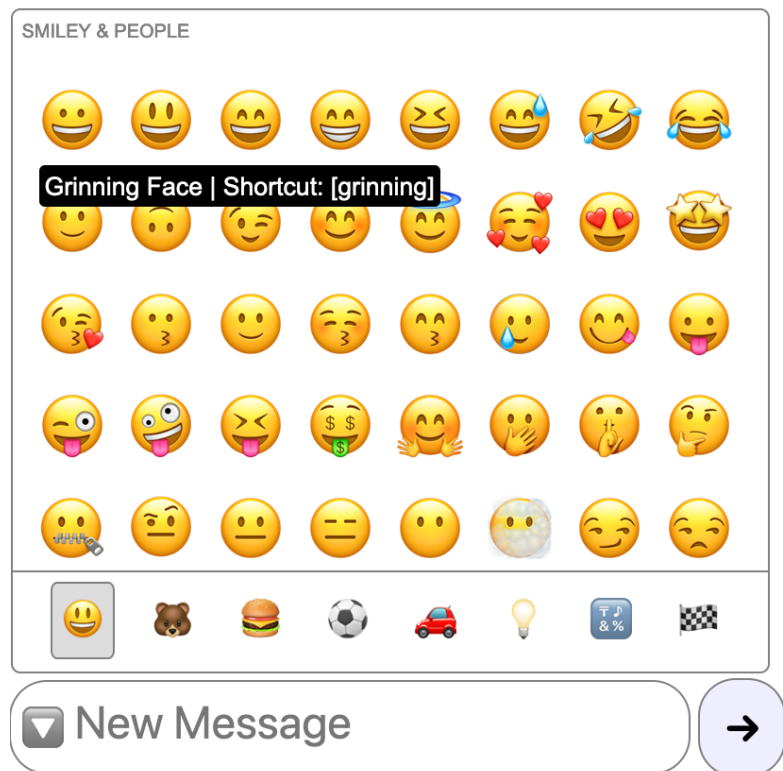 SMILEY & PEOPLE
Grinning Face | Shortcut: [grinning]
$ $
$
〒♪
&%
New Message